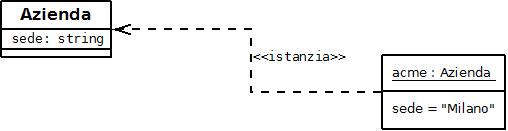 Azienda
sede: string
<<istanzia>>
acme : Azienda
sede = "Milano"